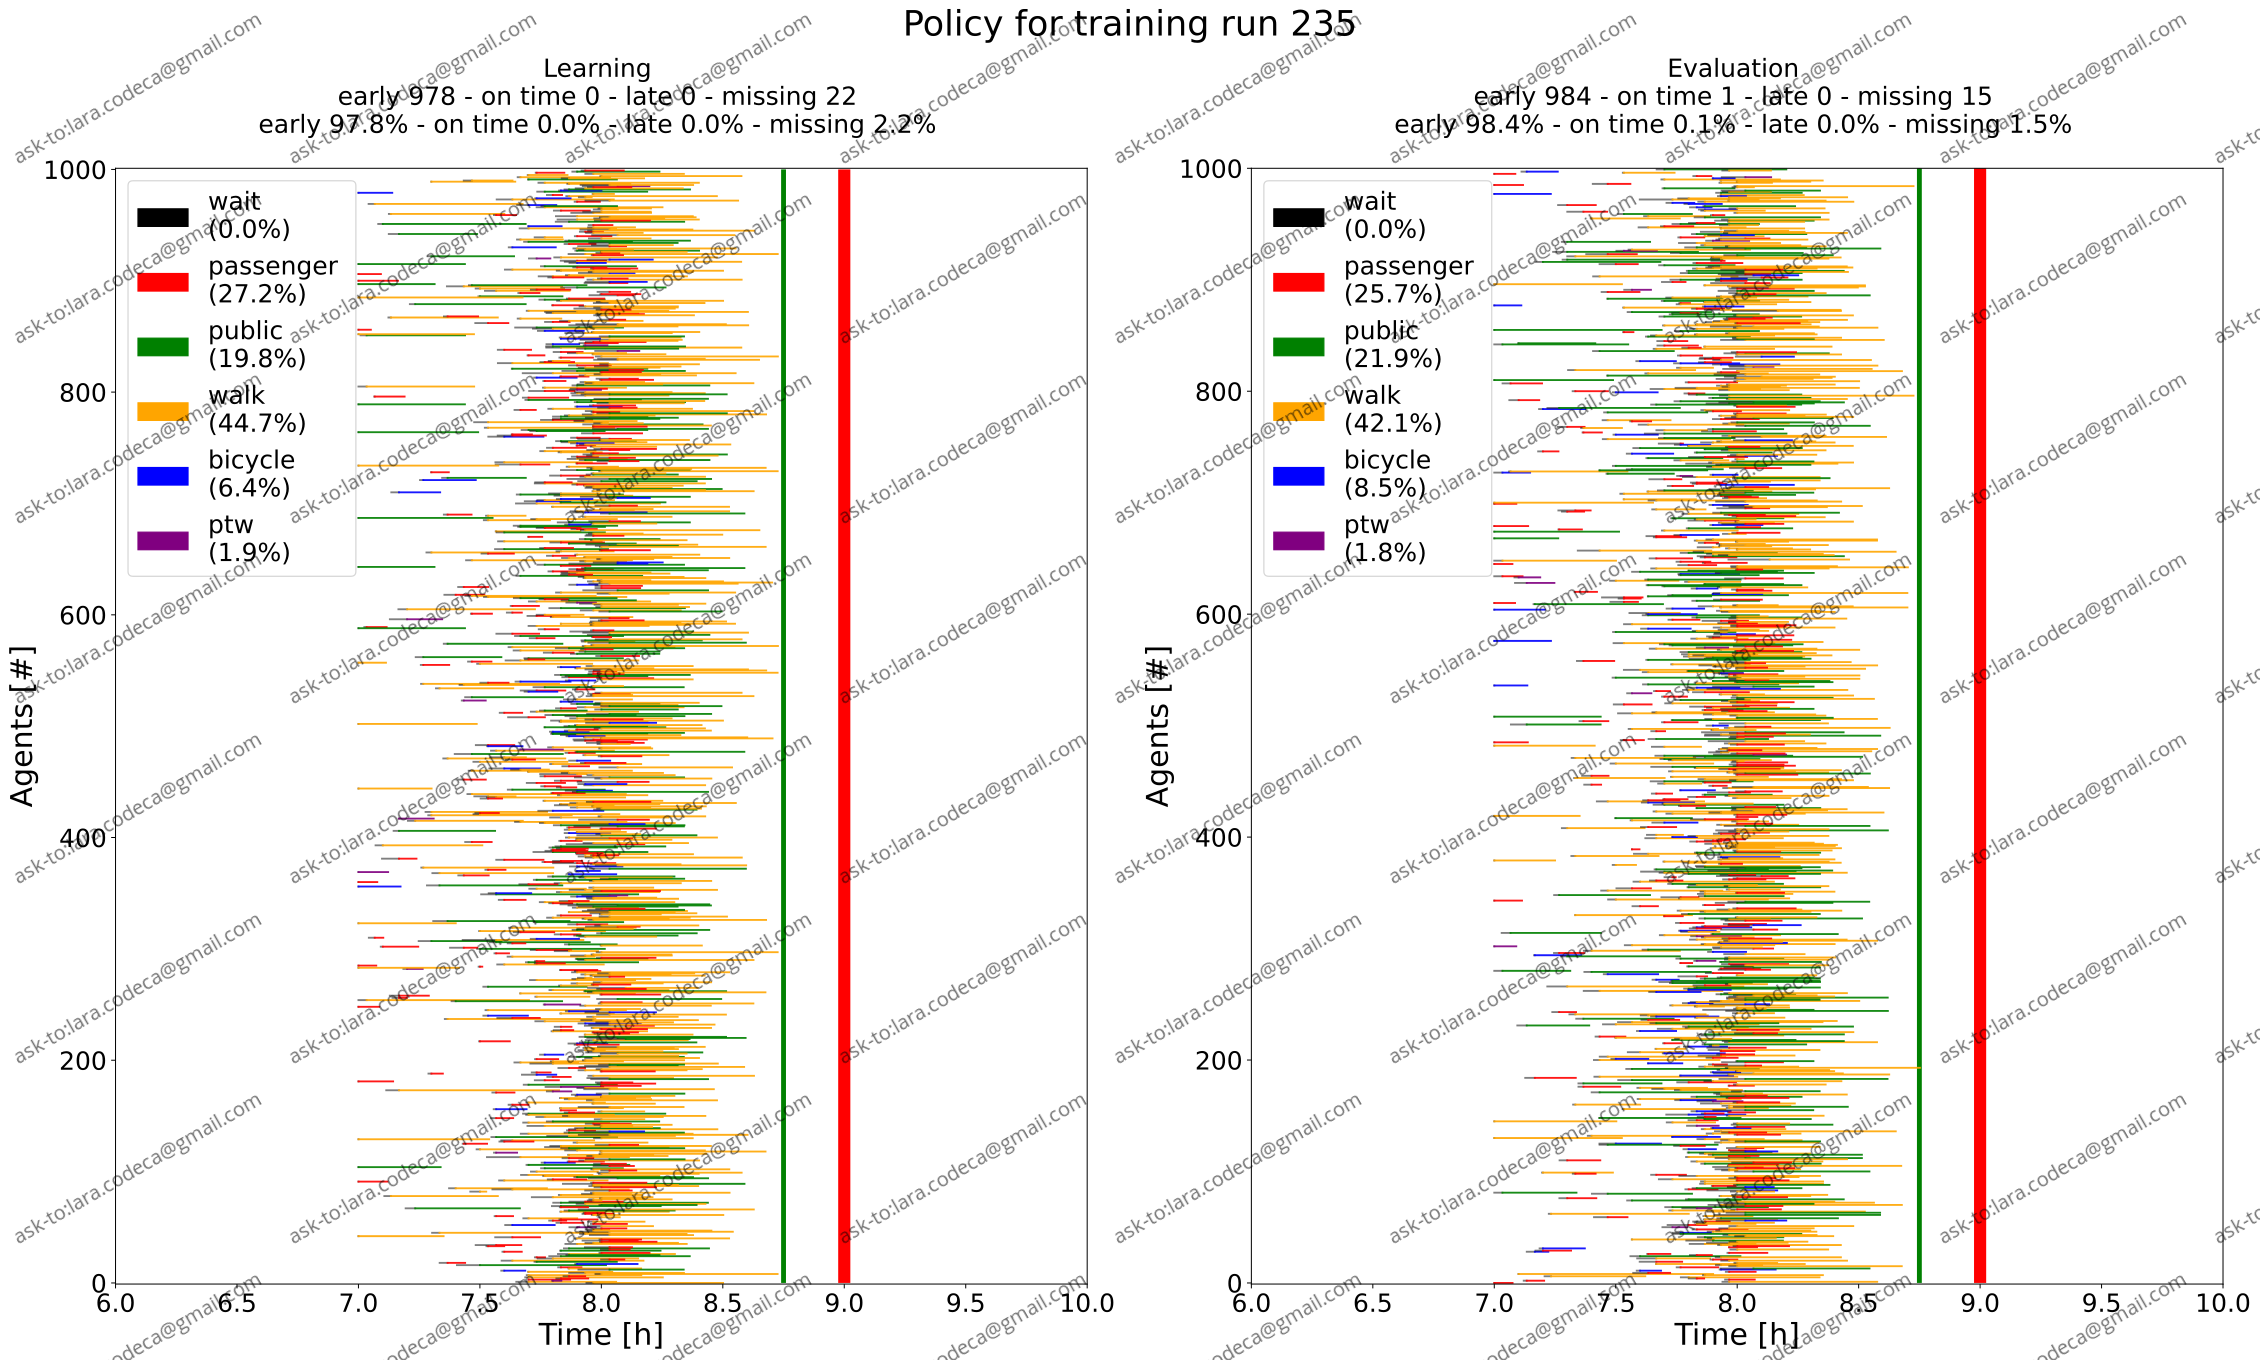 Policy for training run 235
Learning
early 978 - on time 0 - late 0 - missing 22
early 97.8% - on time 0.0% - late 0.0% - missing 2.2%
1000
800
600
400
200
0
Agents [#]
wait
(0.0%)
passenger
(27.2%)
public
(19.8%)
walk
(44.7%)
bicycle
(6.4%)
ptw
(1.9%)
6.0 6.5 7.0 7.5 8.0 8.5 9.0 9.5 10.0
Time [h]
Evaluation
early 984 - on time 1 - late 0 - missing 15
early 98.4% - on time 0.1% - late 0.0% - missing 1.5%
1000
800
600
400
200
0
Agents [#]
wait
(0.0%)
passenger
(25.7%)
public
(21.9%)
walk
(42.1%)
bicycle
(8.5%)
ptw
(1.8%)
6.0 6.5 7.0 7.5 8.0 8.5 9.0 9.5 10.0
Time [h]
ask-to:lara.codeca@gmail.com